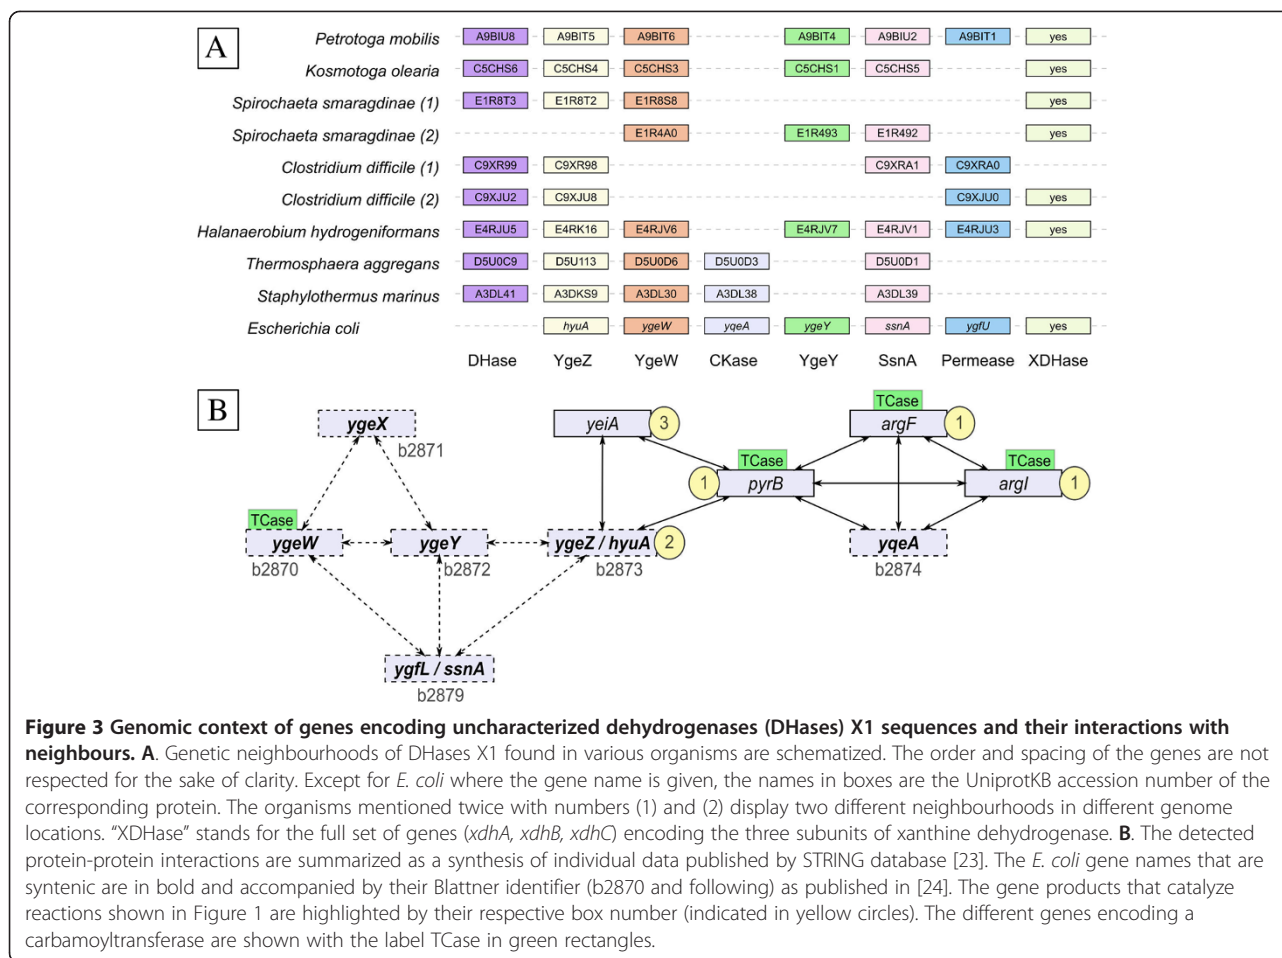 A
Petrotoga mobilis A9BIU8 A9BIT5 A9BIT6 A9BIT4 A9BIU2 A9BIT1 yes
Kosmotoga olearia C5CHS6 C5CHS4 C5CHS3 C5CHS1 C5CHS5 yes
Spirochaeta smaragdinae (1) E1R8T3 E1R8T2 E1R8S8 yes
Spirochaeta smaragdinae (2) E1R4A0 E1R493 E1R492 yes
Clostridium difficile (1) C9XR99 C9XR98 C9XRA1 C9XRA0
Clostridium difficile (2) C9XJU2 C9XJU8 C9XJU0 yes
Halanaerobium hydrogeniformans E4RJU5 E4RK16 E4RJV6 E4RJV7 E4RJV1 E4RJU3 yes
Thermosphaera aggregans D5U0C9 D5U113 D5U0D6 D5U0D3 D5U0D1
Staphylothermus marinus A3DL41 A3DKS9 A3DL30 A3DL38 A3DL39
Escherichia coli hyuA ygeW yqeA ygeY ssnA ygfU yes
DHase YgeZ YgeW CKase YgeY SsnA Permease XDHase
B
TCase
ygeX yeiA 3 argF 1
b2871
TCase TCase
1 pyrB argI 1
TCase
ygeW ygeY ygeZ / hyuA 2 yqeA
b2870 b2872 b2873 b2874
ygfL / ssnA
b2879
Figure 3 Genomic context of genes encoding uncharacterized dehydrogenases (DHases) X1 sequences and their interactions with
neighbours. A. Genetic neighbourhoods of DHases X1 found in various organisms are schematized. The order and spacing of the genes are not
respected for the sake of clarity. Except for E. coli where the gene name is given, the names in boxes are the UniprotKB accession number of the
corresponding protein. The organisms mentioned twice with numbers (1) and (2) display two different neighbourhoods in different genome
locations. “XDHase” stands for the full set of genes (xdhA, xdhB, xdhC) encoding the three subunits of xanthine dehydrogenase. B. The detected
protein-protein interactions are summarized as a synthesis of individual data published by STRING database [23]. The E. coli gene names that are
syntenic are in bold and accompanied by their Blattner identifier (b2870 and following) as published in [24]. The gene products that catalyze
reactions shown in Figure 1 are highlighted by their respective box number (indicated in yellow circles). The different genes encoding a
carbamoyltransferase are shown with the label TCase in green rectangles.